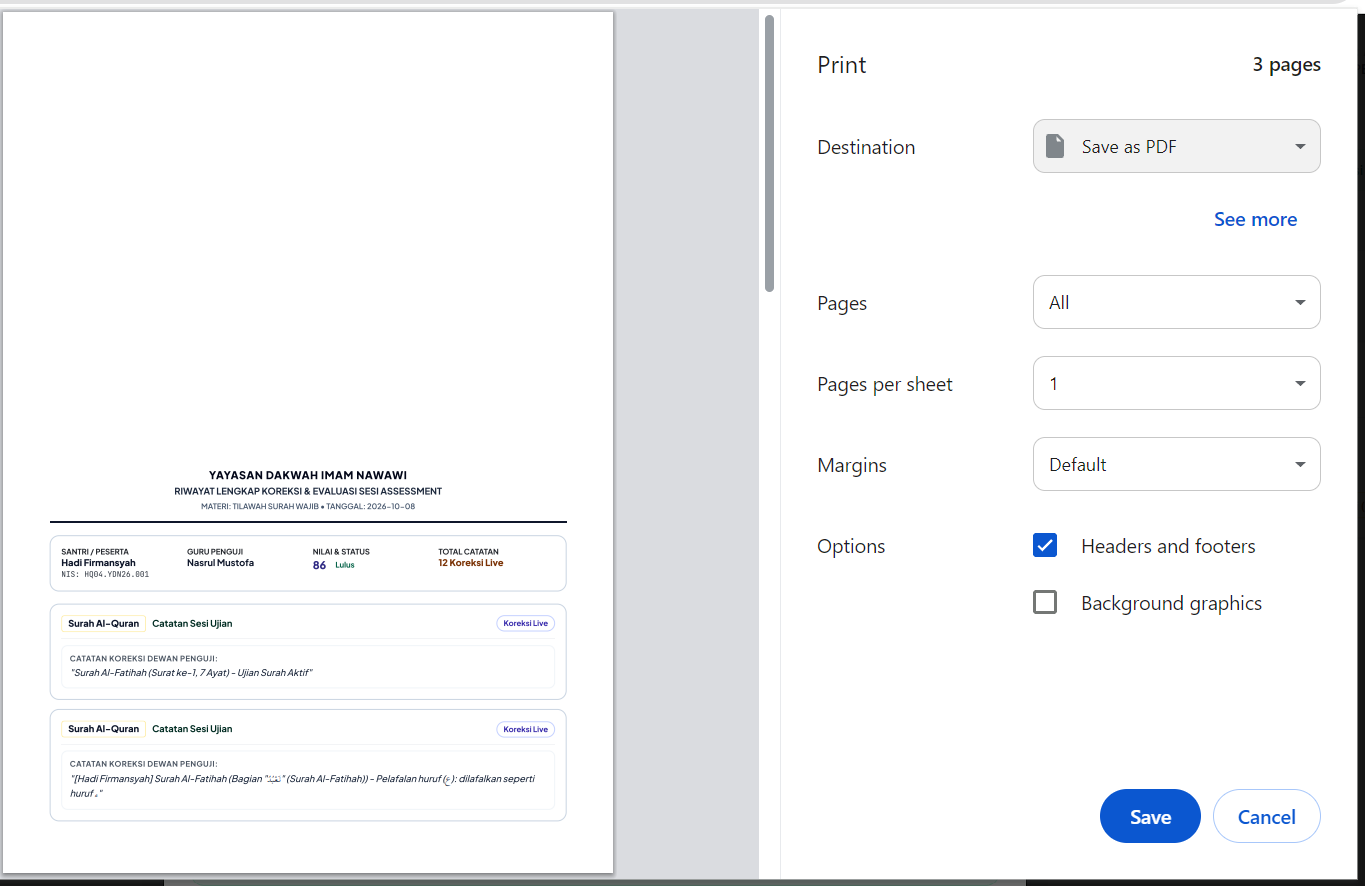 YAYASAN DAKWAH IMAM NAWAWI
RIWAYAT LENGKAP KOREKSI & EVALUASI SESI ASSESSMENT
MATERI: TILAWAH SURAH WAJIB • TANGGAL: 2026-10-08
SANTRI / PESERTA
Hadi Firmansyah
NIS: HQ04.YDN26.001
GURU PENGUJI
Nasrul Mustofa
NILAI & STATUS
86 Lulus
TOTAL CATATAN
12 Koreksi Live
Surah Al-Quran Catatan Sesi Ujian Koreksi Live
CATATAN KOREKSI DEWAN PENGUJI:
"Surah Al-Fatihah (Surat ke-1, 7 Ayat) - Ujian Surah Aktif"
Surah Al-Quran Catatan Sesi Ujian Koreksi Live
CATATAN KOREKSI DEWAN PENGUJI:
"[Hadi Firmansyah] Surah Al-Fatihah (Bagian "" (Surah Al-Fatihah)) - Pelafalan huruf (ع): dilafalkan seperti
huruf ."
Print 3 pages
Destination Save as PDF
See more
Pages All
Pages per sheet 1
Margins Default
Options Headers and footers
Background graphics
Save Cancel